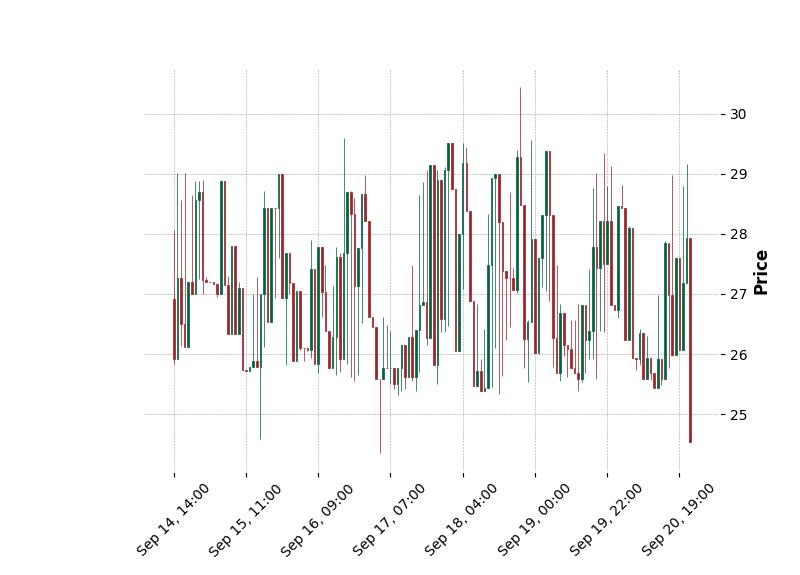 30
29
28
27
26
25
Price
Sep 14, 14:00
Sep 15, 11:00
Sep 16, 09:00
Sep 17, 07:00
Sep 18, 04:00
Sep 19, 00:00
Sep 19, 22:00
Sep 20, 19:00